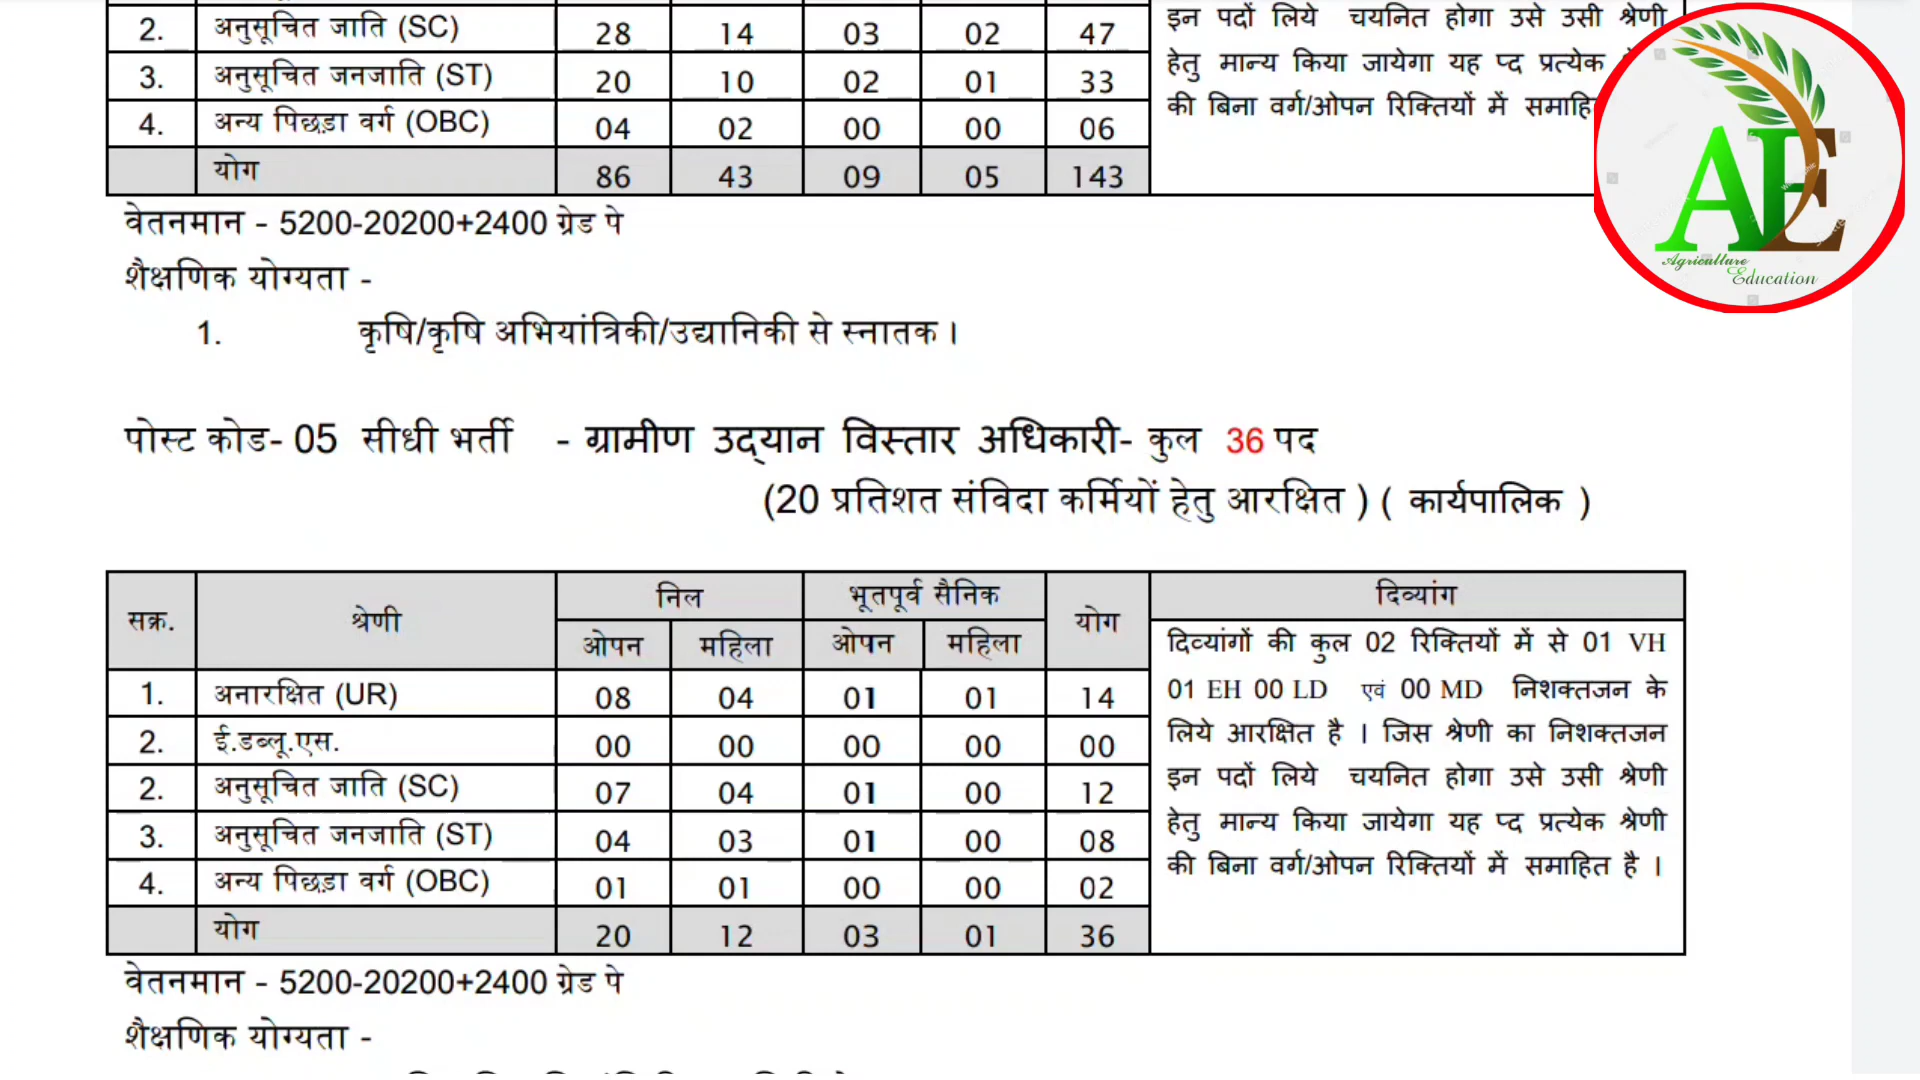 2. अनुसूचित जाति (SC) 28 14 03 02 47
इन पदों लिये चयनित होगा उसे उसी श्रेणी
3. अनुसूचित जनजाति (ST) 20 10 02 01 33
हेतु मान्य किया जायेगा यह प्द प्रत्येक
4. अन्य पिछड़ा वर्ग (OBC) 04 02 00 00 06
की बिना वर्ग/ओपन रिक्तियों में
योग 86 43 09 05 143
AE
Agriculture
Education
वेतनमान - 5200-20200+2400 ग्रेड पे
शैक्षणिक योग्यता -
1. कृषि/कृषि अभियांत्रिकी/उद्यानिकी से स्नातक।
पोस्ट कोड- 05 सीधी भर्ती - ग्रामीण उद्यान विस्तार अधिकारी- कुल 36 पद
(20 प्रतिशत संविदा कर्मियों हेतु आरक्षित ) ( कार्यपालिक )
सक्र. श्रेणी निल भूतपूर्व सैनिक योग दिव्यांग
ओपन महिला ओपन महिला
1. अनारक्षित (UR) 08 04 01 01 14
2. ई.डब्लू.एस. 00 00 00 00 00
2. अनुसूचित जाति (SC) 07 04 01 00 12
3. अनुसूचित जनजाति (ST) 04 03 01 00 08
4. अन्य पिछड़ा वर्ग (OBC) 01 01 00 00 02
योग 20 12 03 01 36
दिव्यांगों की कुल 02 रिक्तियों में से 01 VH
01 EH 00 LD एवं 00 MD निशक्तजन के
लिये आरक्षित है । जिस श्रेणी का निशक्तजन
इन पदों लिये चयनित होगा उसे उसी श्रेणी
हेतु मान्य किया जायेगा यह प्द प्रत्येक श्रेणी
की बिना वर्ग/ओपन रिक्तियों में समाहित है ।
वेतनमान - 5200-20200+2400 ग्रेड पे
शैक्षणिक योग्यता -